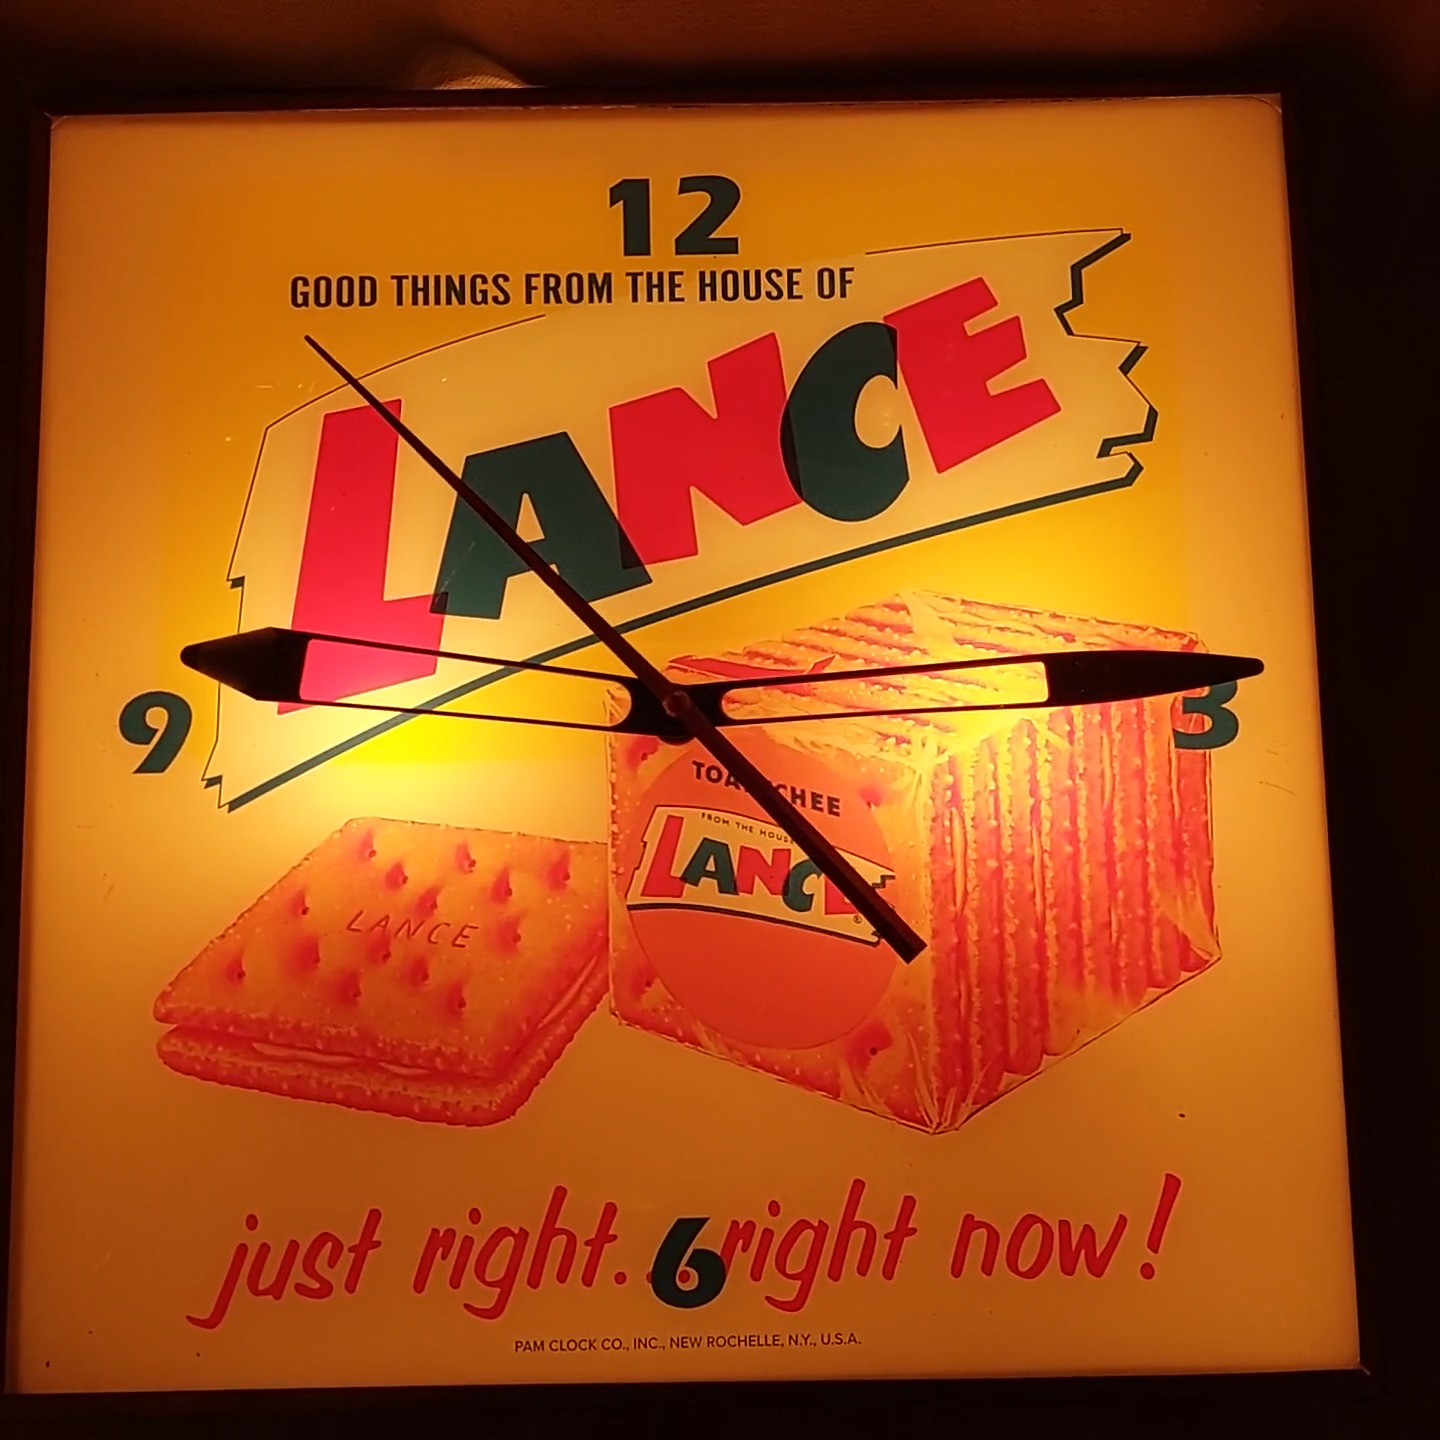 12
GOOD THINGS FROM THE HOUSE OF
LANCE
9
3
FROM THE HOUSE
LANCE
LANCE
just right... right now!
6
PAM CLOCK CO., INC., NEW ROCHELLE, N.Y., U.S.A.